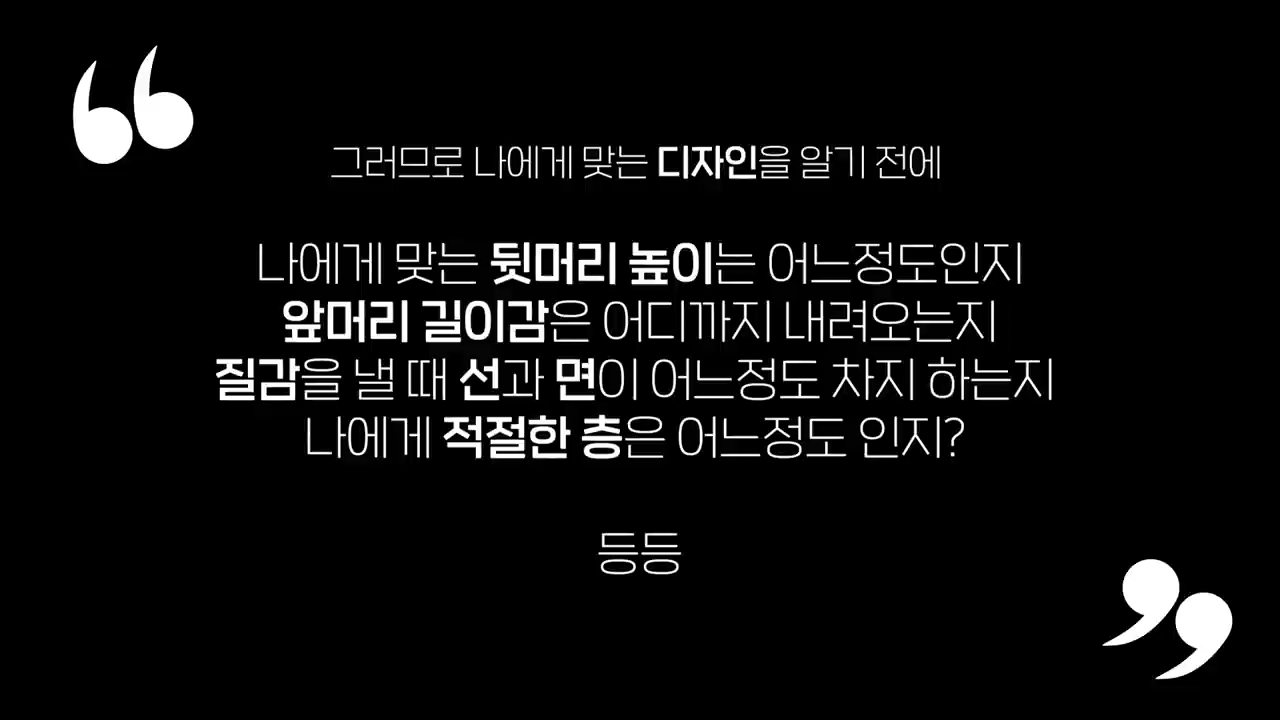 그러므로 나에게 맞는 디자인을 알기 전에
나에게 맞는 뒷머리 높이는 어느정도인지
앞머리 길이감은 어디까지 내려오는지
질감을 낼 때 선과 면이 어느정도 차지 하는지
나에게 적절한 층은 어느정도 인지?
등등